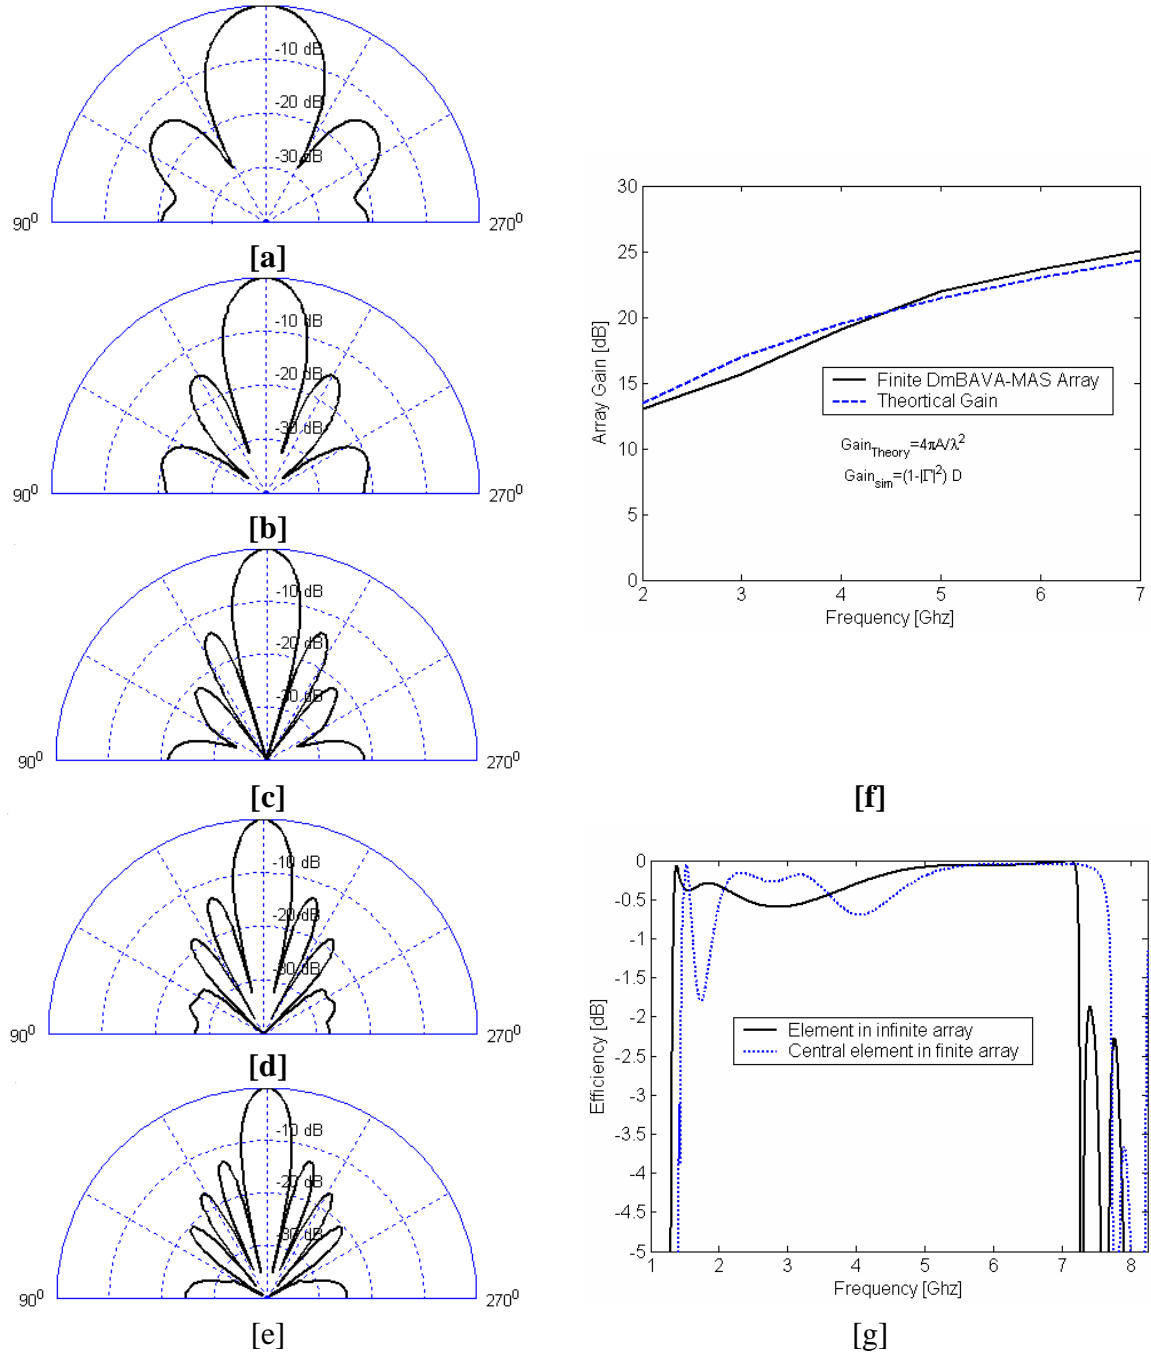 -10 dB
-20 dB
-30 dB
90⁰
270⁰
[a]
-10 dB
-20 dB
-30 dB
90⁰
270⁰
[b]
-10 dB
-20 dB
-30 dB
90⁰
270⁰
[c]
-10 dB
-20 dB
-30 dB
90⁰
270⁰
[d]
-10 dB
-20 dB
-30 dB
90⁰
270⁰
[e]
30
25
20
15
10
5
0
Array Gain [dB]
Finite DmBAVA-MAS Array
Theortical Gain
Gain_Theory=4πA/λ²
Gain_sim=(1-|Γ|²) D
2 3 4 5 6 7
Frequency [Ghz]
[f]
0
-0.5
-1
-1.5
-2
-2.5
-3
-3.5
-4
-4.5
-5
Efficiency [dB]
Element in infinite array
Central element in finite array
1 2 3 4 5 6 7 8
Frequency [Ghz]
[g]